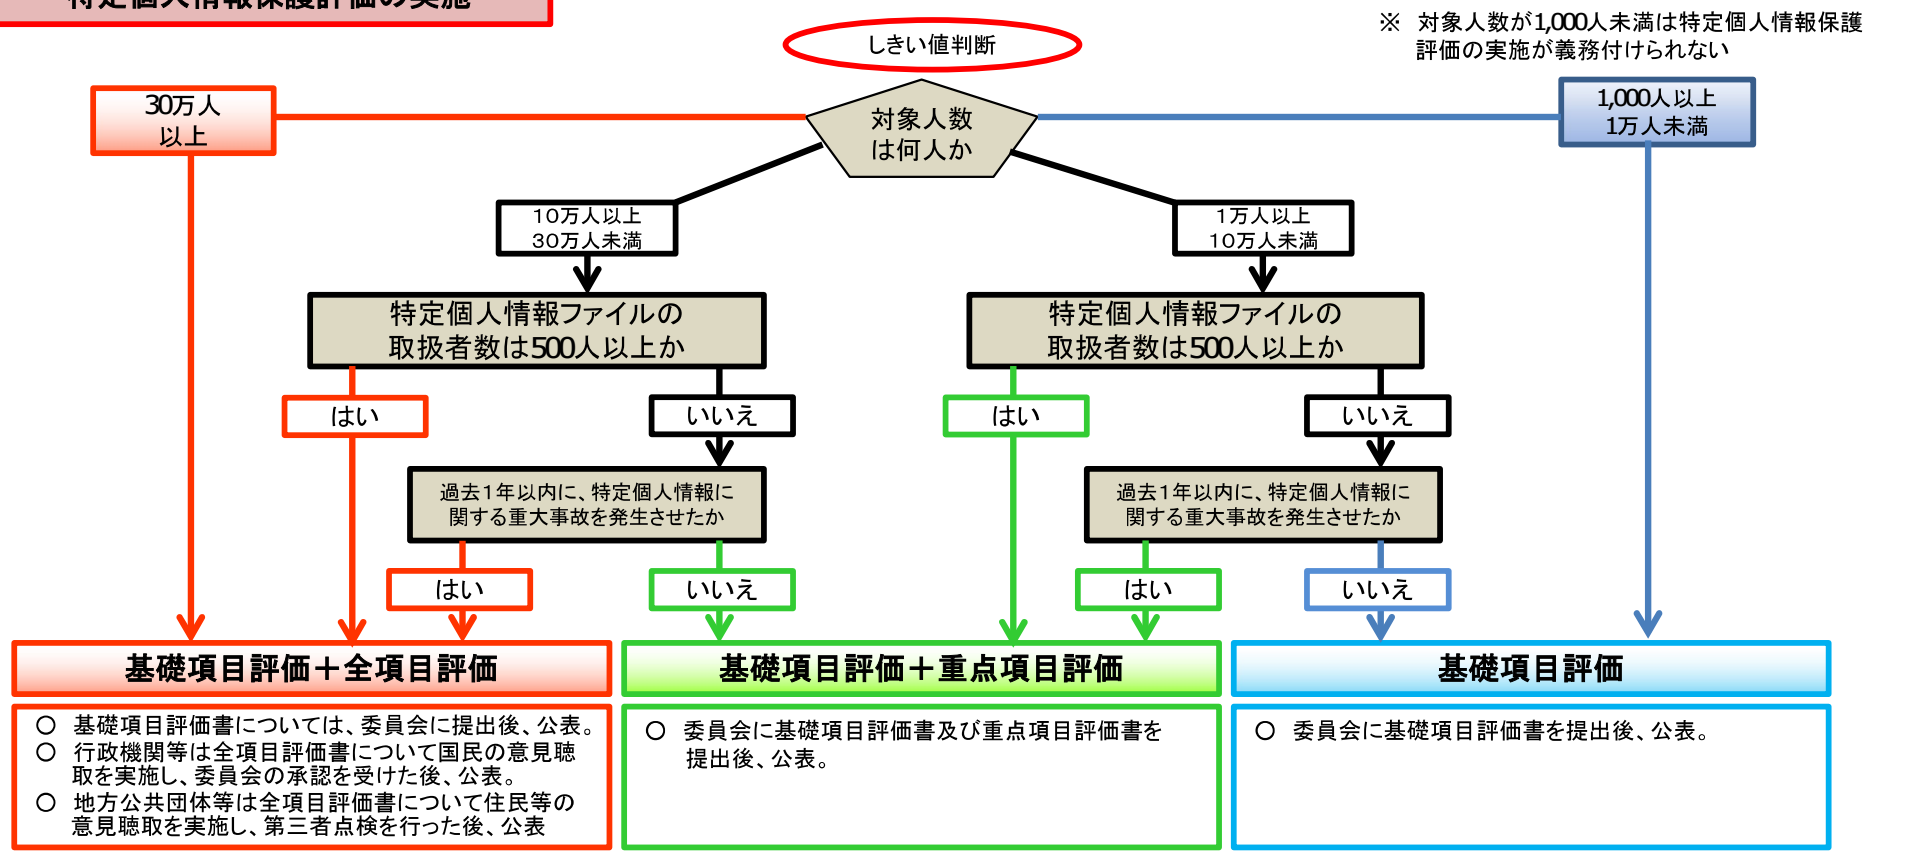 特定個人情報保護評価の実施
※ 対象人数が1,000人未満は特定個人情報保護
評価の実施が義務付けられない
しきい値判断
対象人数
は何人か
30万人
以上
1,000人以上
1万人未満
10万人以上
30万人未満
1万人以上
10万人未満
特定個人情報ファイルの
取扱者数は500人以上か
特定個人情報ファイルの
取扱者数は500人以上か
はい
いいえ
はい
いいえ
過去1年以内に、特定個人情報に
関する重大事故を発生させたか
過去1年以内に、特定個人情報に
関する重大事故を発生させたか
はい
いいえ
はい
いいえ
基礎項目評価＋全項目評価
○ 基礎項目評価書については、委員会に提出後、公表。
○ 行政機関等は全項目評価書について国民の意見聴
取を実施し、委員会の承認を受けた後、公表。
○ 地方公共団体等は全項目評価書について住民等の
意見聴取を実施し、第三者点検を行った後、公表
基礎項目評価＋重点項目評価
○ 委員会に基礎項目評価書及び重点項目評価書を
提出後、公表。
基礎項目評価
○ 委員会に基礎項目評価書を提出後、公表。